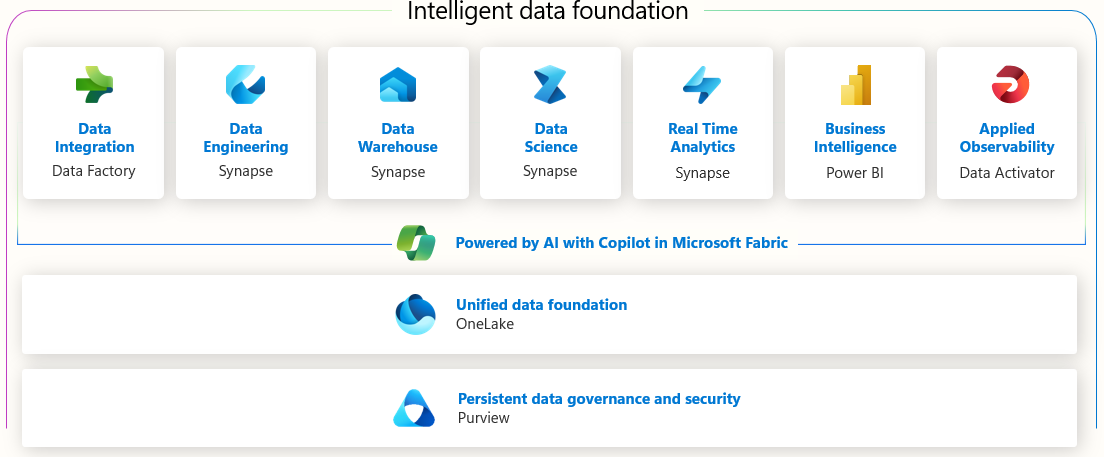 Intelligent data foundation
Data
Integration
Data Factory
Data
Engineering
Synapse
Data
Warehouse
Synapse
Data
Science
Synapse
Real Time
Analytics
Synapse
Business
Intelligence
Power BI
Applied
Observability
Data Activator
Powered by AI with Copilot in Microsoft Fabric
Unified data foundation
OneLake
Persistent data governance and security
Purview